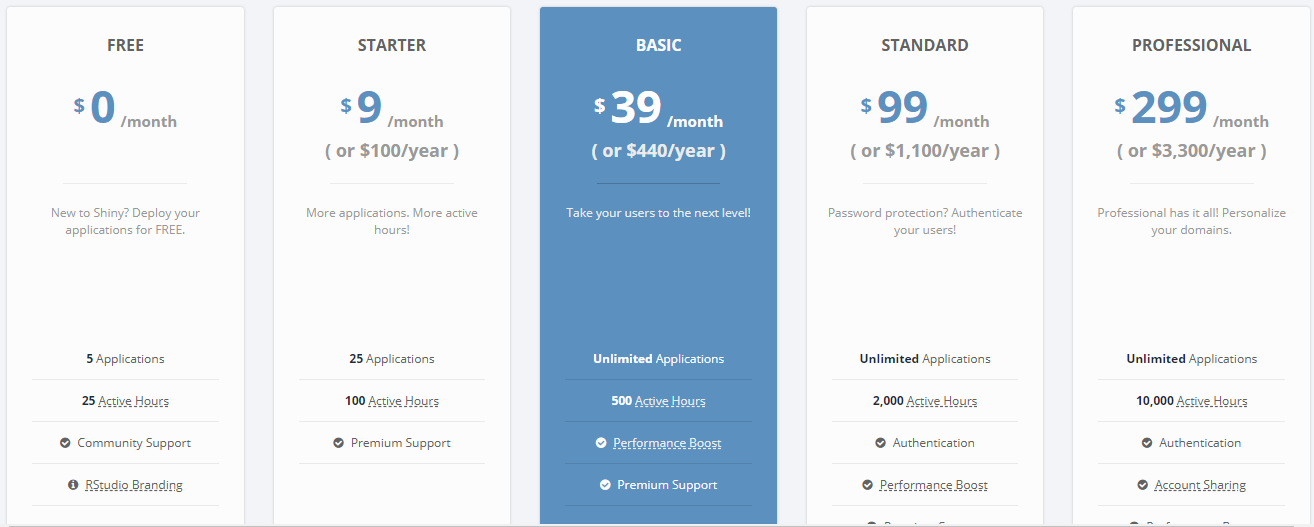 FREE
$ 0 /month
New to Shiny? Deploy your
applications for FREE.
5 Applications
25 Active Hours
Community Support
RStudio Branding
STARTER
$ 9 /month
( or $100/year )
More applications. More active
hours!
25 Applications
100 Active Hours
Premium Support
BASIC
$ 39 /month
( or $440/year )
Take your users to the next level!
Unlimited Applications
500 Active Hours
Performance Boost
Premium Support
STANDARD
$ 99 /month
( or $1,100/year )
Password protection? Authenticate
your users!
Unlimited Applications
2,000 Active Hours
Authentication
Performance Boost
PROFESSIONAL
$ 299 /month
( or $3,300/year )
Professional has it all! Personalize
your domains.
Unlimited Applications
10,000 Active Hours
Authentication
Account Sharing